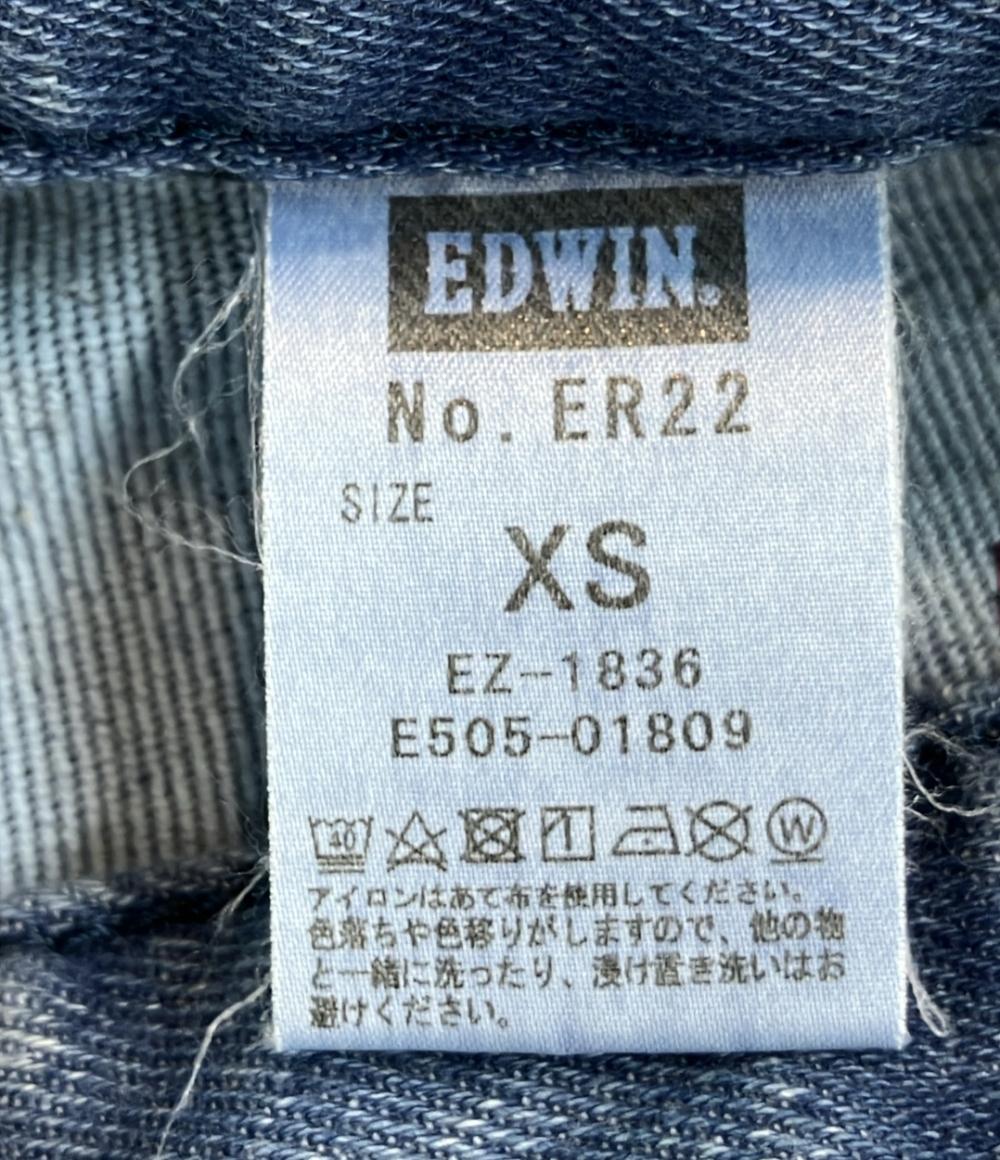 EDWIN.
No. ER22
SIZE
XS
EZ-1836
E505-01809
40
W
アイロンはあて布を使用してください。
色落ちや色移りがしますので、他の物
と一緒に洗ったり、浸け置き洗いはお
避けください。